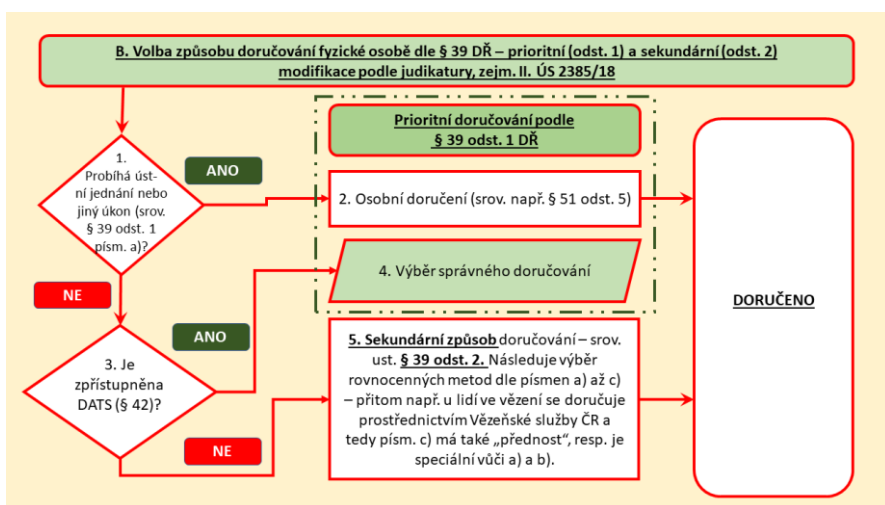 B. Volba způsobu doručování fyzické osobě dle § 39 DŘ – prioritní (odst. 1) a sekundární (odst. 2)
modifikace podle judikatury, zejm. II. ÚS 2385/18
Prioritní doručování podle
§ 39 odst. 1 DŘ
1.
Probíhá úst-
ní jednání nebo
jiný úkon (srov.
§ 39 odst. 1
písm. a)?
ANO
2. Osobní doručení (srov. např. § 51 odst. 5)
4. Výběr správného doručování
NE
DORUČENO
ANO
3. Je
zpřístupněna
DATS (§ 42)?
5. Sekundární způsob doručování – srov.
ust. § 39 odst. 2. Následuje výběr
rovnocenných metod dle písmen a) až c)
– přitom např. u lidí ve vězení se doručuje
prostřednictvím Vězeňské služby ČR a
tedy písm. c) má také „přednost“, resp. je
speciální vůči a) a b).
NE